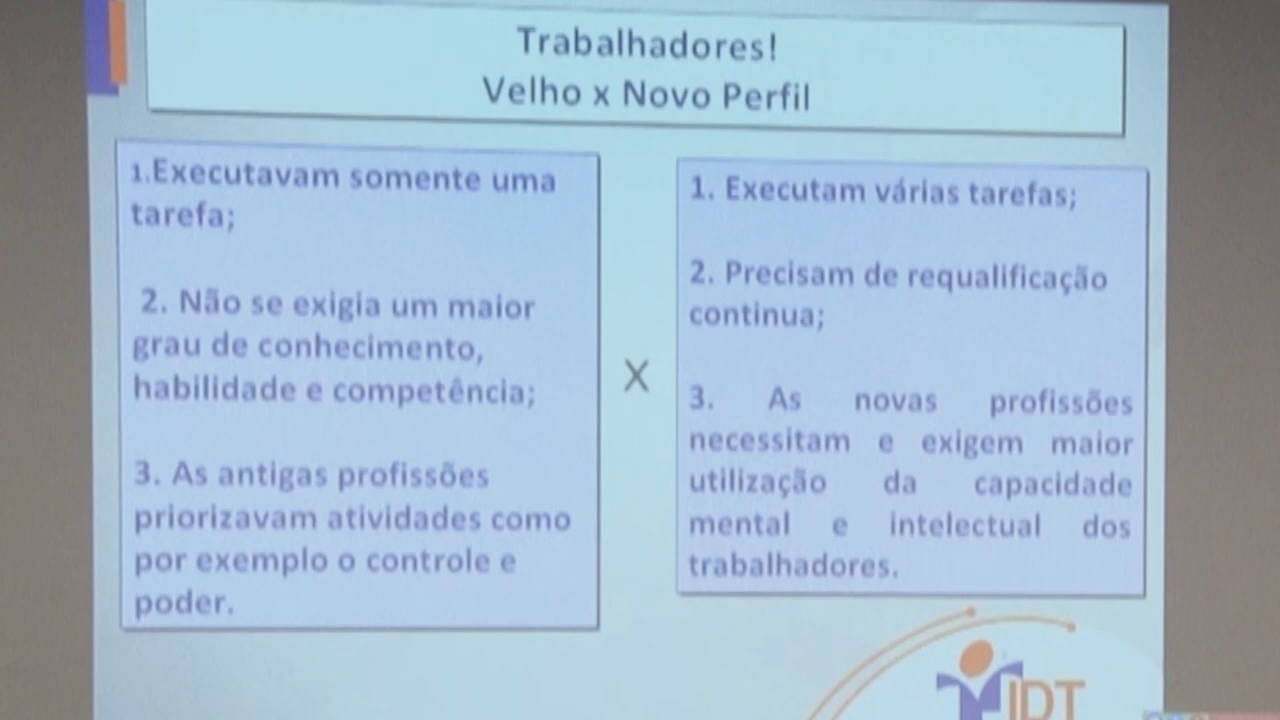 Trabalhadores!
Velho x Novo Perfil
1.Executavam somente uma
tarefa;
2. Não se exigia um maior
grau de conhecimento,
habilidade e competência;
3. As antigas profissões
priorizavam atividades como
por exemplo o controle e
poder.
X
1. Executam várias tarefas;
2. Precisam de requalificação
continua;
3. As novas profissões
necessitam e exigem maior
utilização da capacidade
mental e intelectual dos
trabalhadores.
IDT